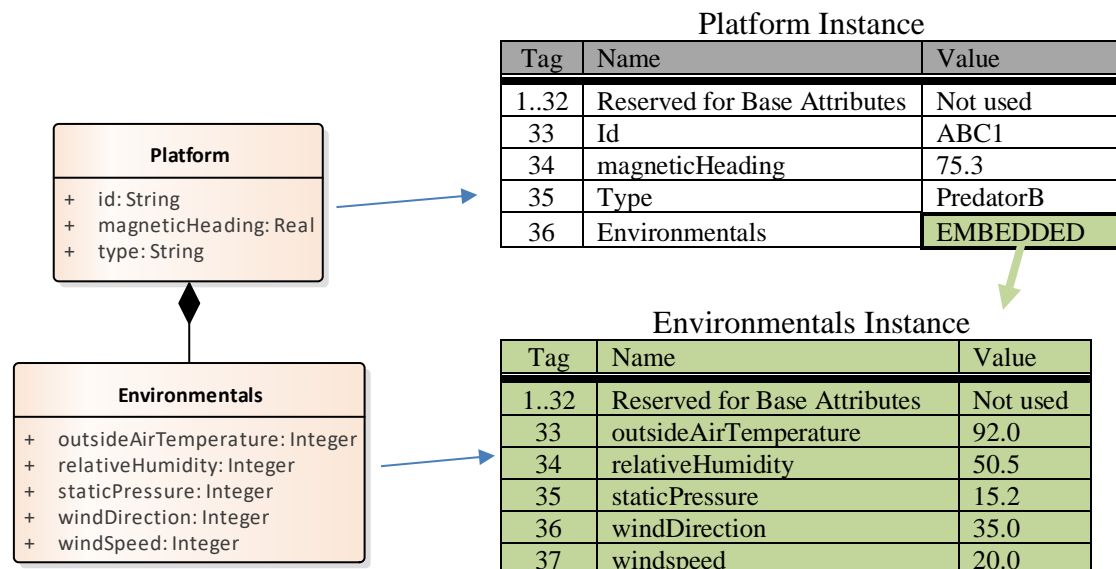 Platform
+ id: String
+ magneticHeading: Real
+ type: String
Environmentals
+ outsideAirTemperature: Integer
+ relativeHumidity: Integer
+ staticPressure: Integer
+ windDirection: Integer
+ windSpeed: Integer
Platform Instance
Tag Name Value
1..32 Reserved for Base Attributes Not used
33 Id ABC1
34 magneticHeading 75.3
35 Type PredatorB
36 Environmentals EMBEDDED
Environmentals Instance
Tag Name Value
1..32 Reserved for Base Attributes Not used
33 outsideAirTemperature 92.0
34 relativeHumidity 50.5
35 staticPressure 15.2
36 windDirection 35.0
37 windspeed 20.0